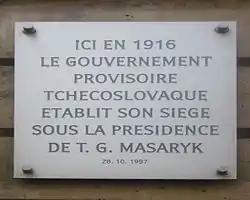 ICI EN 1916
LE GOUVERNEMENT
PROVISOIRE
TCHECOSLOVAQUE
ETABLIT SON SIEGE
SOUS LA PRESIDENCE
DE T. G. MASARYK
28. 10. 1997